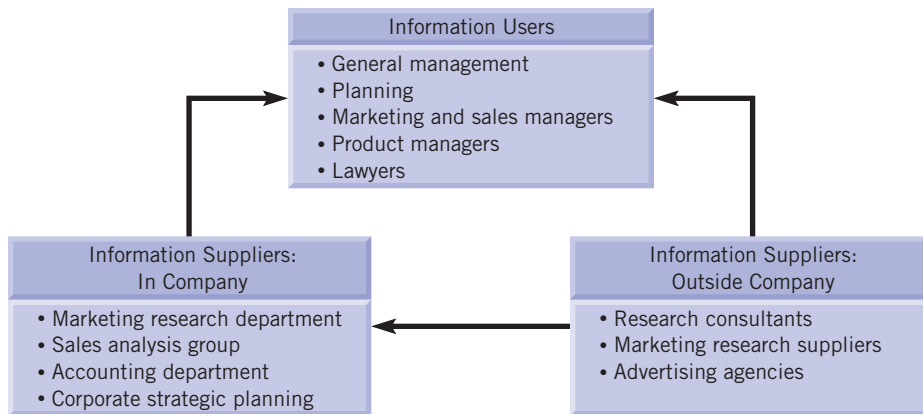 Information Users
• General management
• Planning
• Marketing and sales managers
• Product managers
• Lawyers
Information Suppliers:
In Company
• Marketing research department
• Sales analysis group
• Accounting department
• Corporate strategic planning
Information Suppliers:
Outside Company
• Research consultants
• Marketing research suppliers
• Advertising agencies